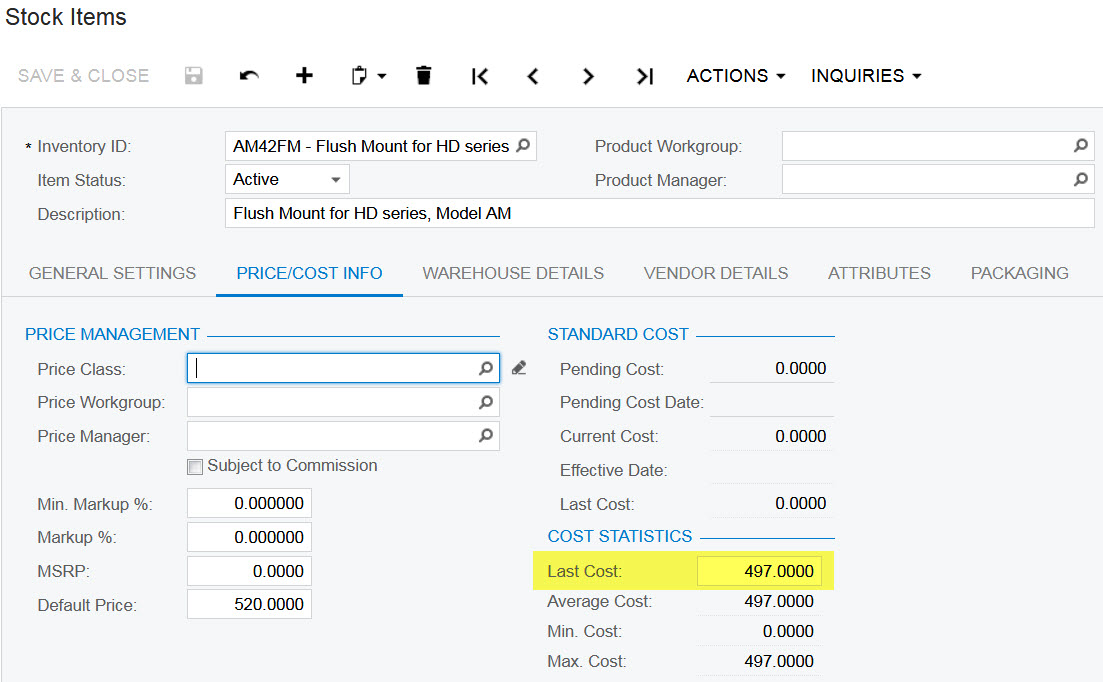 Stock Items
SAVE & CLOSE ACTIONS INQUIRIES
* Inventory ID: AM42FM - Flush Mount for HD series Product Workgroup:
Item Status: Active Product Manager:
Description: Flush Mount for HD series, Model AM
GENERAL SETTINGS PRICE/COST INFO WAREHOUSE DETAILS VENDOR DETAILS ATTRIBUTES PACKAGING
PRICE MANAGEMENT
Price Class:
Price Workgroup:
Price Manager:
Subject to Commission
Min. Markup %: 0.000000
Markup %: 0.000000
MSRP: 0.0000
Default Price: 520.0000
STANDARD COST
Pending Cost: 0.0000
Pending Cost Date:
Current Cost: 0.0000
Effective Date:
Last Cost: 0.0000
COST STATISTICS
Last Cost: 497.0000
Average Cost: 497.0000
Min. Cost: 0.0000
Max. Cost: 497.0000